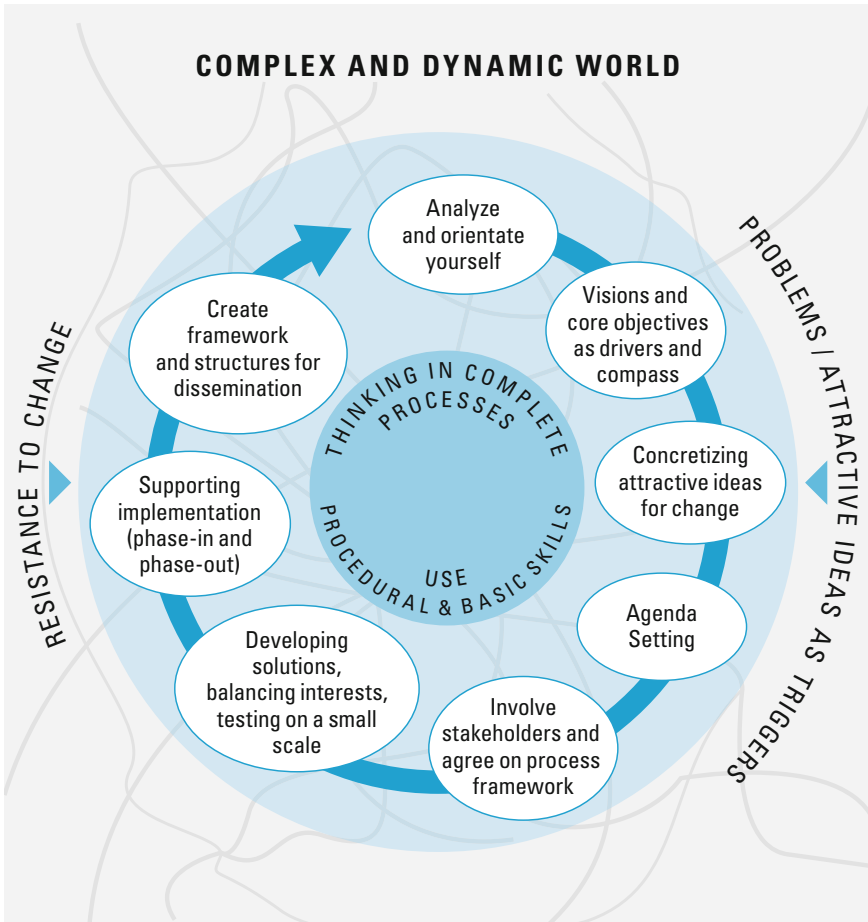 COMPLEX AND DYNAMIC WORLD
Analyze
and orientate
yourself
Visions and
core objectives
as drivers and
compass
Concretizing
attractive ideas
for change
Agenda
Setting
Involve
stakeholders and
agree on process
framework
Developing
solutions,
balancing interests,
testing on a small
scale
Supporting
implementation
(phase-in and
phase-out)
Create
framework
and structures for
dissemination
THINKING IN COMPLETE
PROCESSES
USE
PROCEDURAL & BASIC SKILLS
RESISTANCE TO CHANGE
PROBLEMS / ATTRACTIVE IDEAS AS TRIGGERS